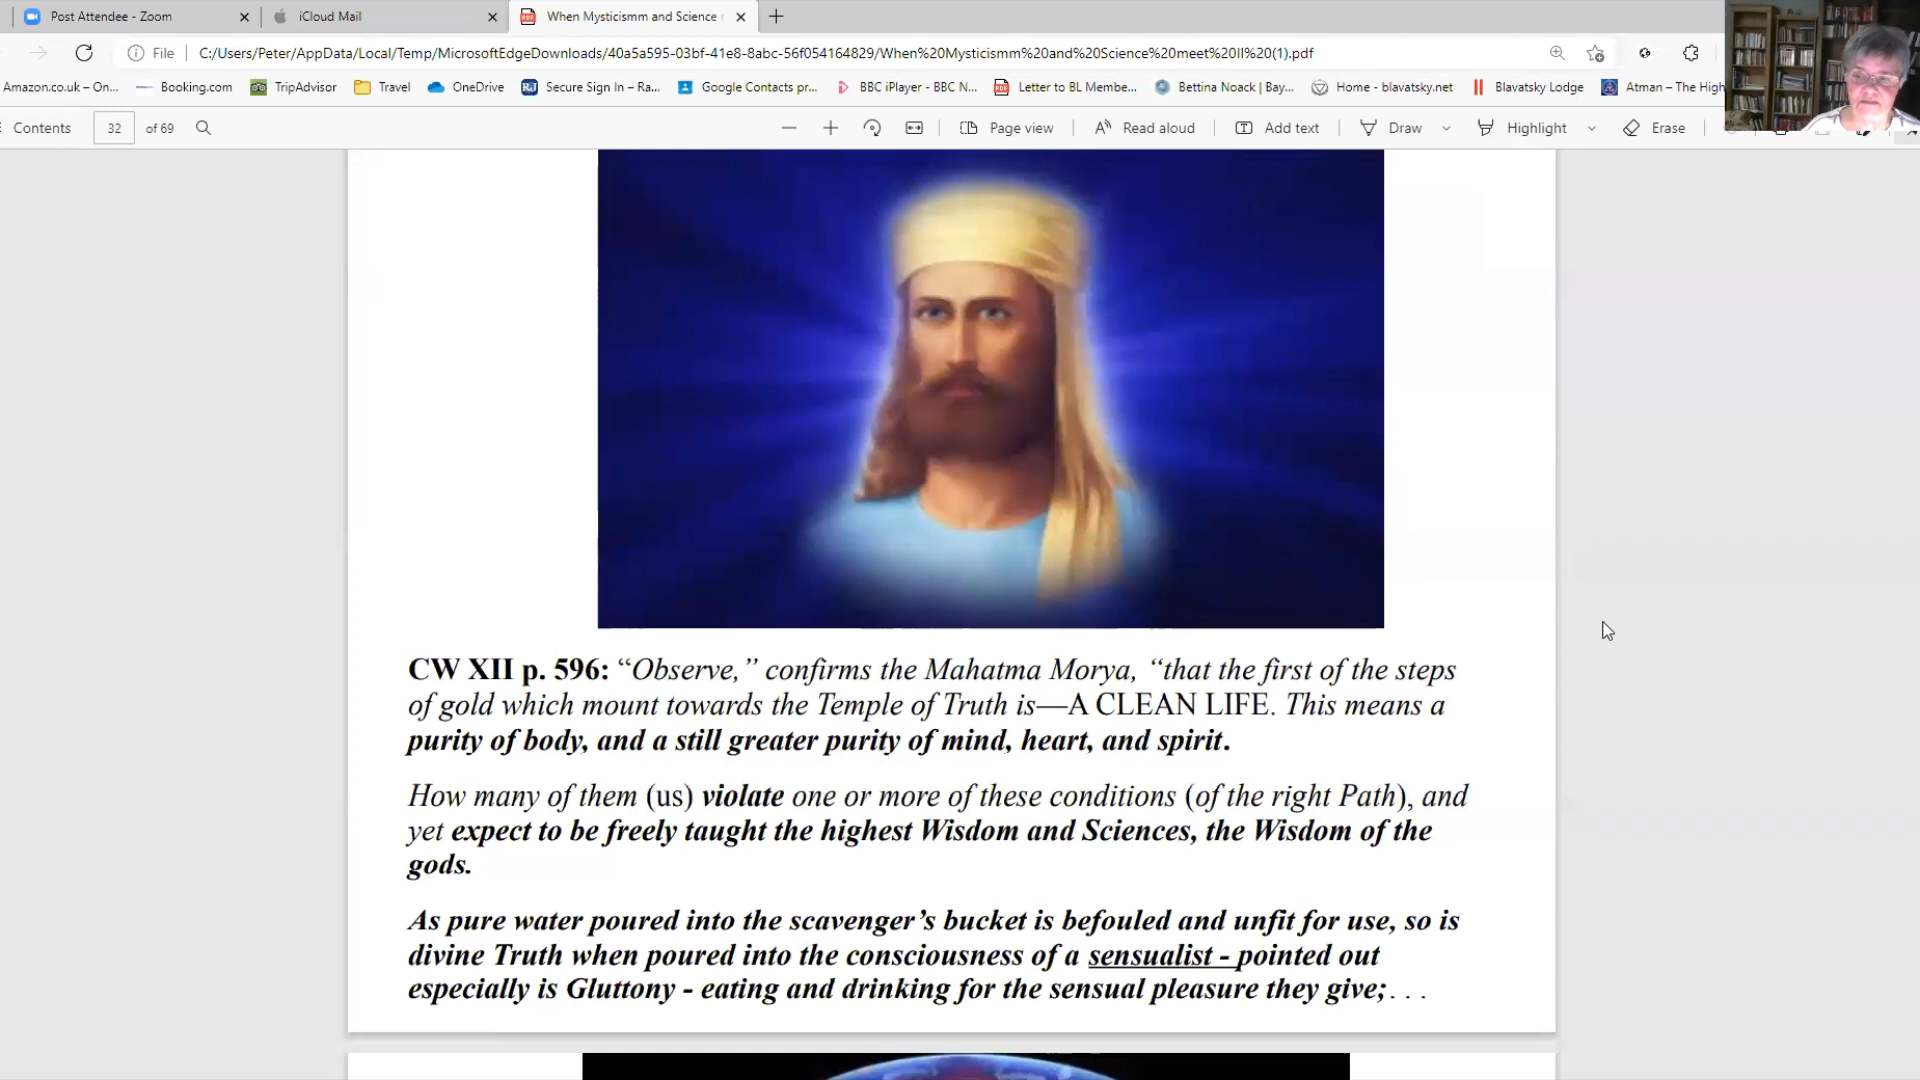 Post Attendee - Zoom
iCloud Mail
When Mysticismm and Science
File
C:/Users/Peter/AppData/Local/Temp/MicrosoftEdgeDownloads/40a5a595-03bf-41e8-8abc-56f054164829/When%20Mysticismm%20and%20Science%20meet%20II%20(1).pdf
Amazon.co.uk – On...
Booking.com
TripAdvisor
Travel
OneDrive
Secure Sign In – Ra...
Google Contacts pr...
BBC iPlayer - BBC N...
Letter to BL Membe...
Bettina Noack | Bay...
Home - blavatsky.net
Blavatsky Lodge
Atman – The High
Contents
32
of 69
Page view
Read aloud
Add text
Draw
Highlight
Erase
CW XII p. 596: “Observe,” confirms the Mahatma Morya, “that the first of the steps
of gold which mount towards the Temple of Truth is—A CLEAN LIFE. This means a
purity of body, and a still greater purity of mind, heart, and spirit.
How many of them (us) violate one or more of these conditions (of the right Path), and
yet expect to be freely taught the highest Wisdom and Sciences, the Wisdom of the
gods.
As pure water poured into the scavenger’s bucket is befouled and unfit for use, so is
divine Truth when poured into the consciousness of a sensualist - pointed out
especially is Gluttony - eating and drinking for the sensual pleasure they give;. . .